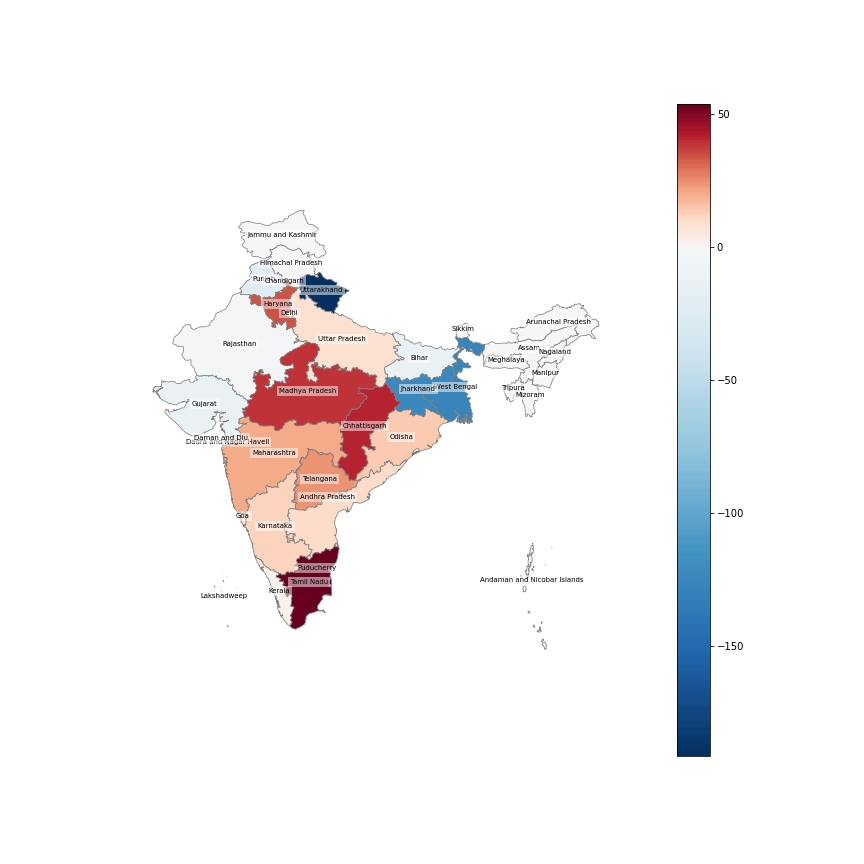 Jammu and Kashmir
Himachal Pradesh
Punjab
Chandigarh
Uttarakhand
Haryana
Delhi
Rajasthan
Uttar Pradesh
Sikkim
Arunachal Pradesh
Assam
Nagaland
Bihar
Meghalaya
Manipur
Jharkhand
West Bengal
Tripura
Mizoram
Madhya Pradesh
Gujarat
Chhattisgarh
Daman and Diu
Dadra and Nagar Haveli
Odisha
Maharashtra
Telangana
Andhra Pradesh
Goa
Karnataka
Puducherry
Tamil Nadu
Kerala
Lakshadweep
Andaman and Nicobar Islands
50
0
−50
−100
−150